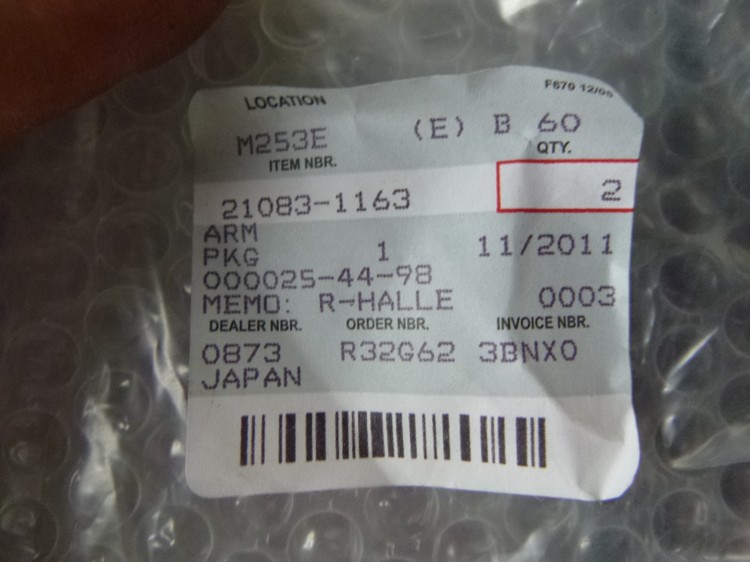 F670 12/05
LOCATION
M253E (E) B 60
ITEM NBR. QTY.
21083-1163 2
ARM
PKG 1 11/2011
000025-44-98
MEMO: R-HALLE 0003
DEALER NBR. ORDER NBR. INVOICE NBR.
0873 R32G62 3BNX0
JAPAN